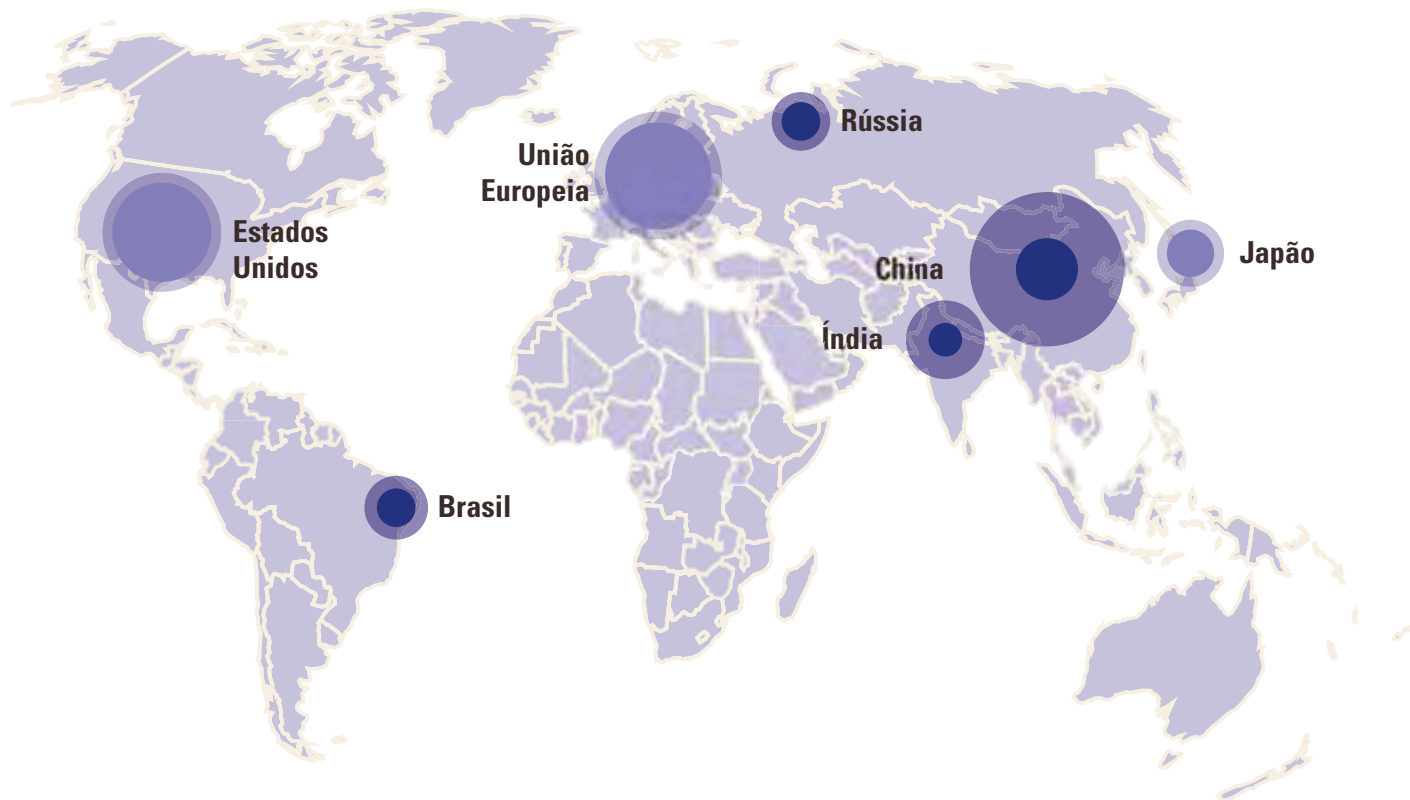 Rússia
União
Europeia
Estados
Unidos
China
Japão
Índia
Brasil